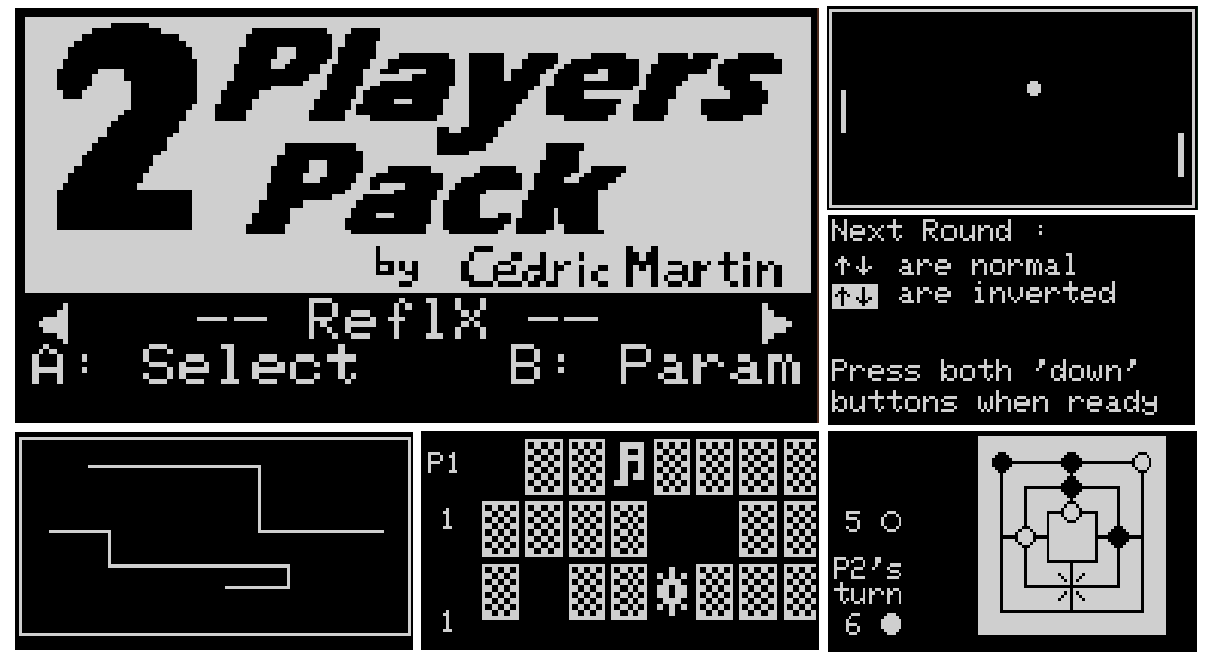 2 Players
Pack
by Cédric Martin
-- ReflX --
A: Select B: Param
Next Round :
↑↓ are normal
↑↓ are inverted
Press both 'down'
buttons when ready
P1
1
1
5
P2's
turn
6